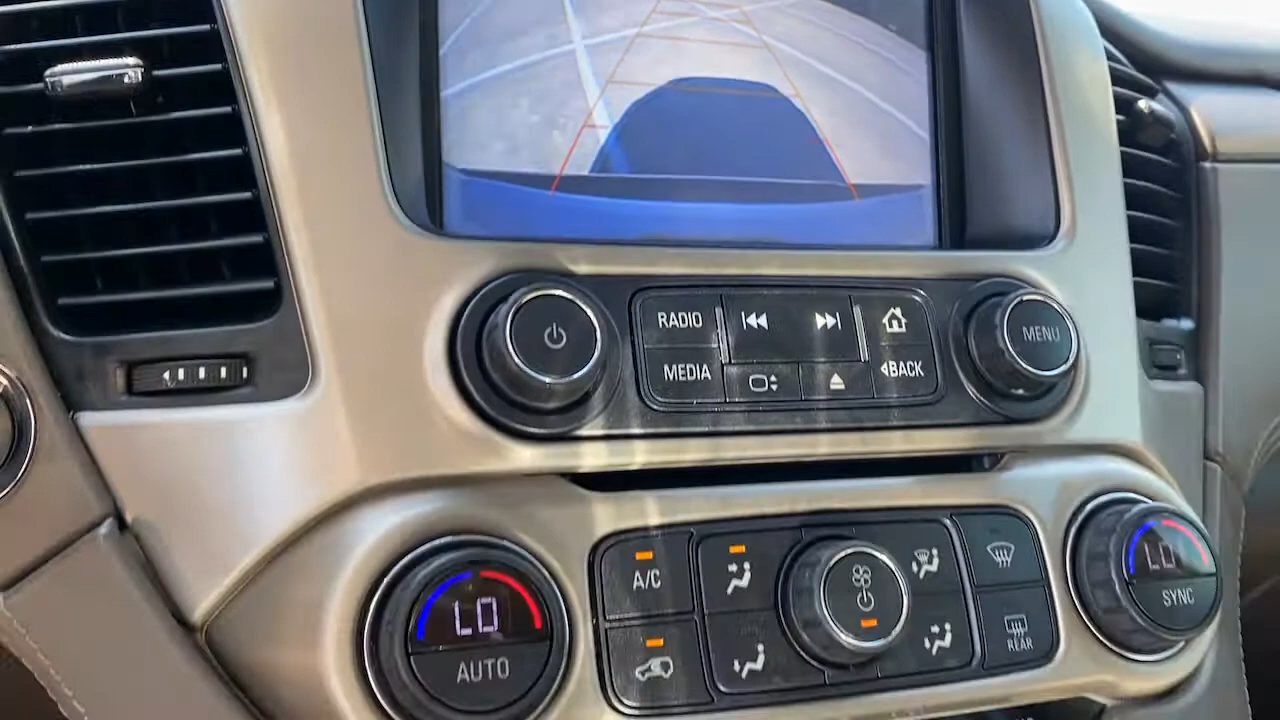 RADIO
MEDIA
BACK
MENU
A/C
LO
AUTO
REAR
LO
SYNC